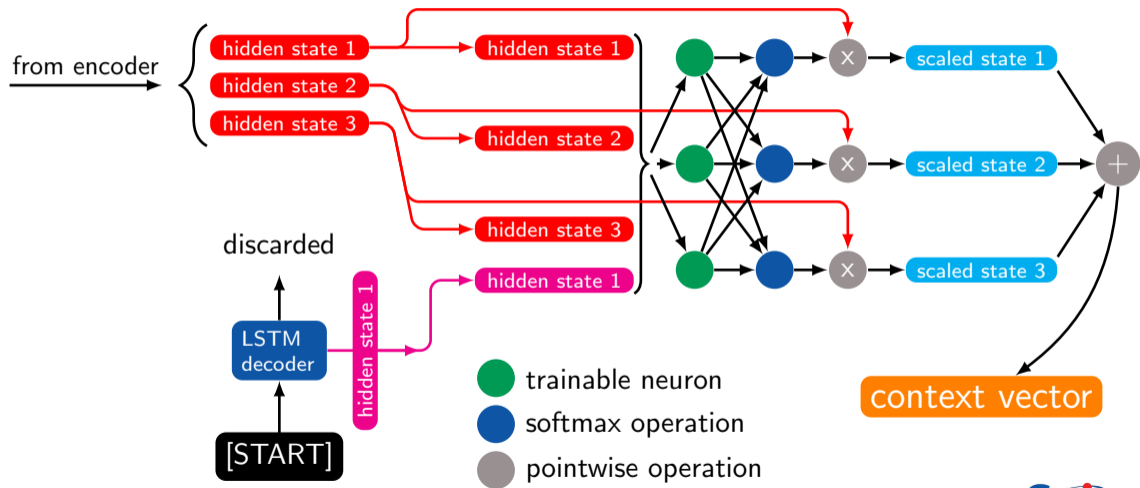 from encoder
hidden state 1
hidden state 2
hidden state 3
hidden state 1
hidden state 2
hidden state 3
hidden state 1
x
x
x
scaled state 1
scaled state 2
scaled state 3
+
discarded
LSTM
decoder
hidden state 1
[START]
trainable neuron
softmax operation
pointwise operation
context vector